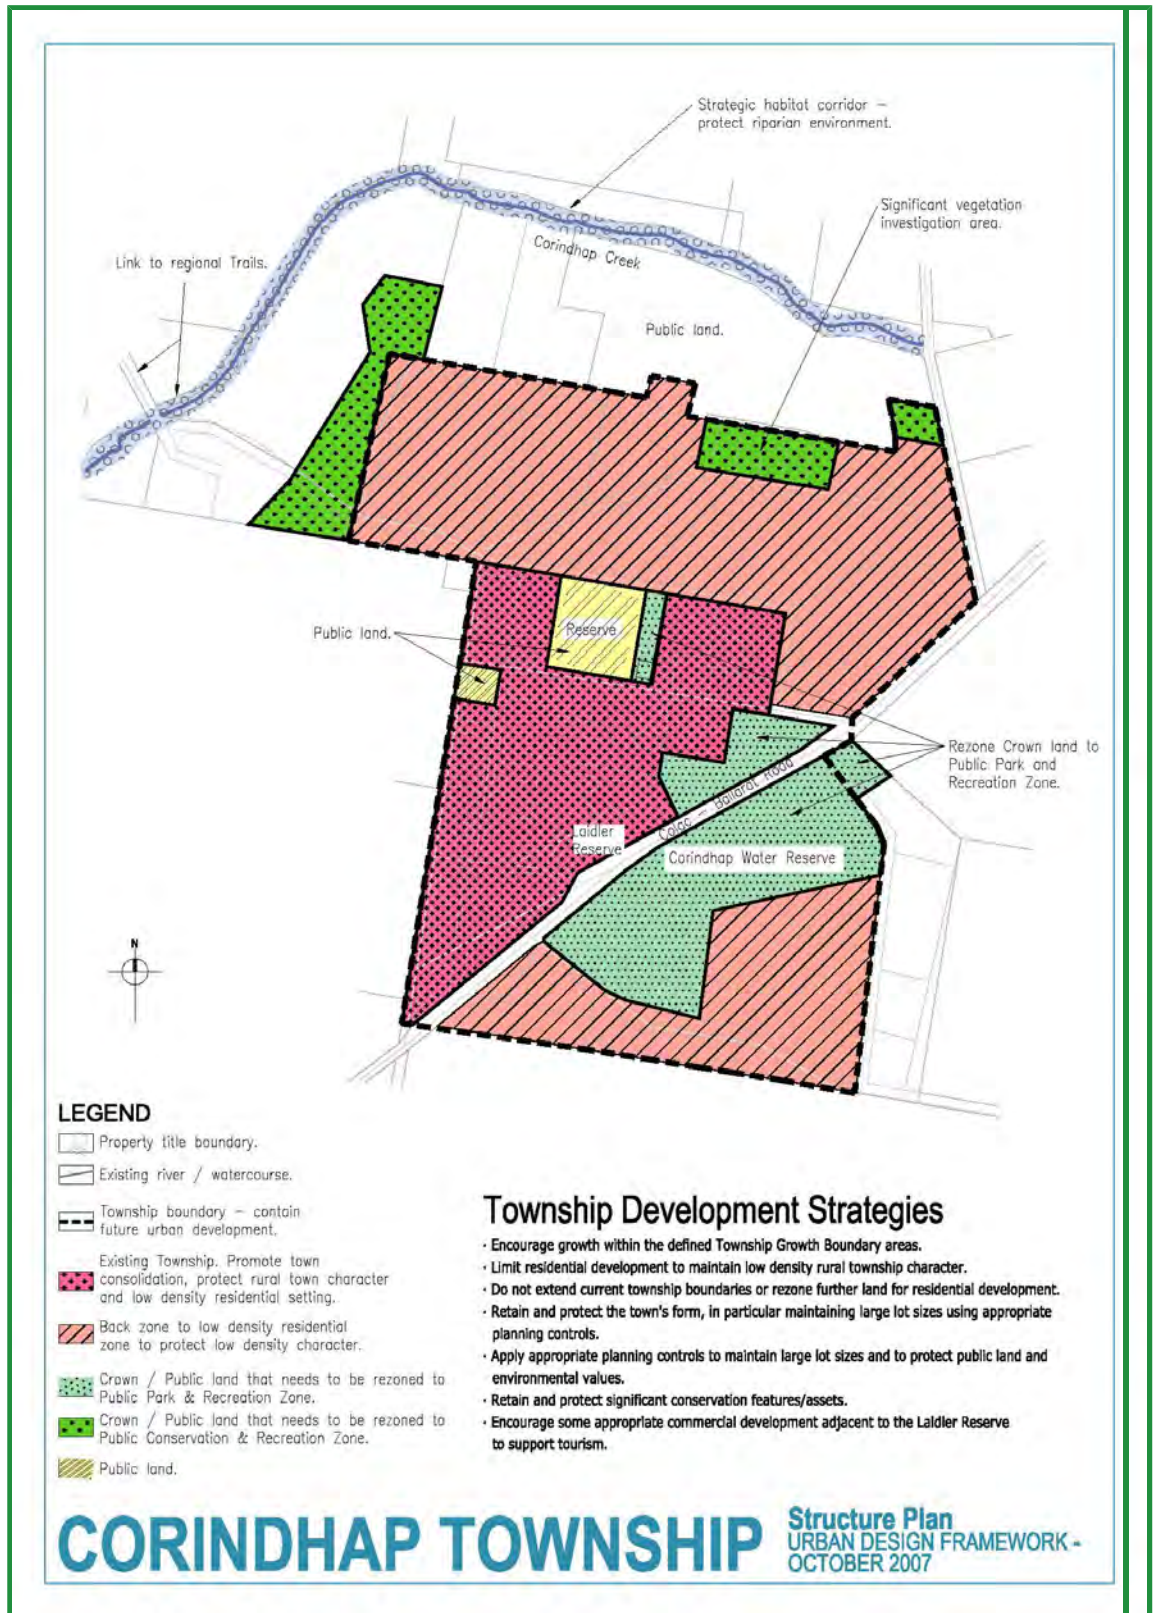 Strategic habitat corridor –
protect riparian environment.
Significant vegetation
investigation area.
Corindhap Creek
Link to regional Trails.
Public land.
Reserve
Public land.
Rezone Crown land to
Public Park and
Recreation Zone.
Colac – Ballarat Road
Laidler
Reserve
Corindhap Water Reserve
N
LEGEND
Property title boundary.
Existing river / watercourse.
Township boundary – contain
future urban development.
Existing Township. Promote town
consolidation, protect rural town character
and low density residential setting.
Back zone to low density residential
zone to protect low density character.
Crown / Public land that needs to be rezoned to
Public Park & Recreation Zone.
Crown / Public land that needs to be rezoned to
Public Conservation & Recreation Zone.
Public land.
Township Development Strategies
· Encourage growth within the defined Township Growth Boundary areas.
· Limit residential development to maintain low density rural township character.
· Do not extend current township boundaries or rezone further land for residential development.
· Retain and protect the town's form, in particular maintaining large lot sizes using appropriate
planning controls.
· Apply appropriate planning controls to maintain large lot sizes and to protect public land and
environmental values.
· Retain and protect significant conservation features/assets.
· Encourage some appropriate commercial development adjacent to the Laidler Reserve
to support tourism.
CORINDHAP TOWNSHIP
Structure Plan
URBAN DESIGN FRAMEWORK -
OCTOBER 2007